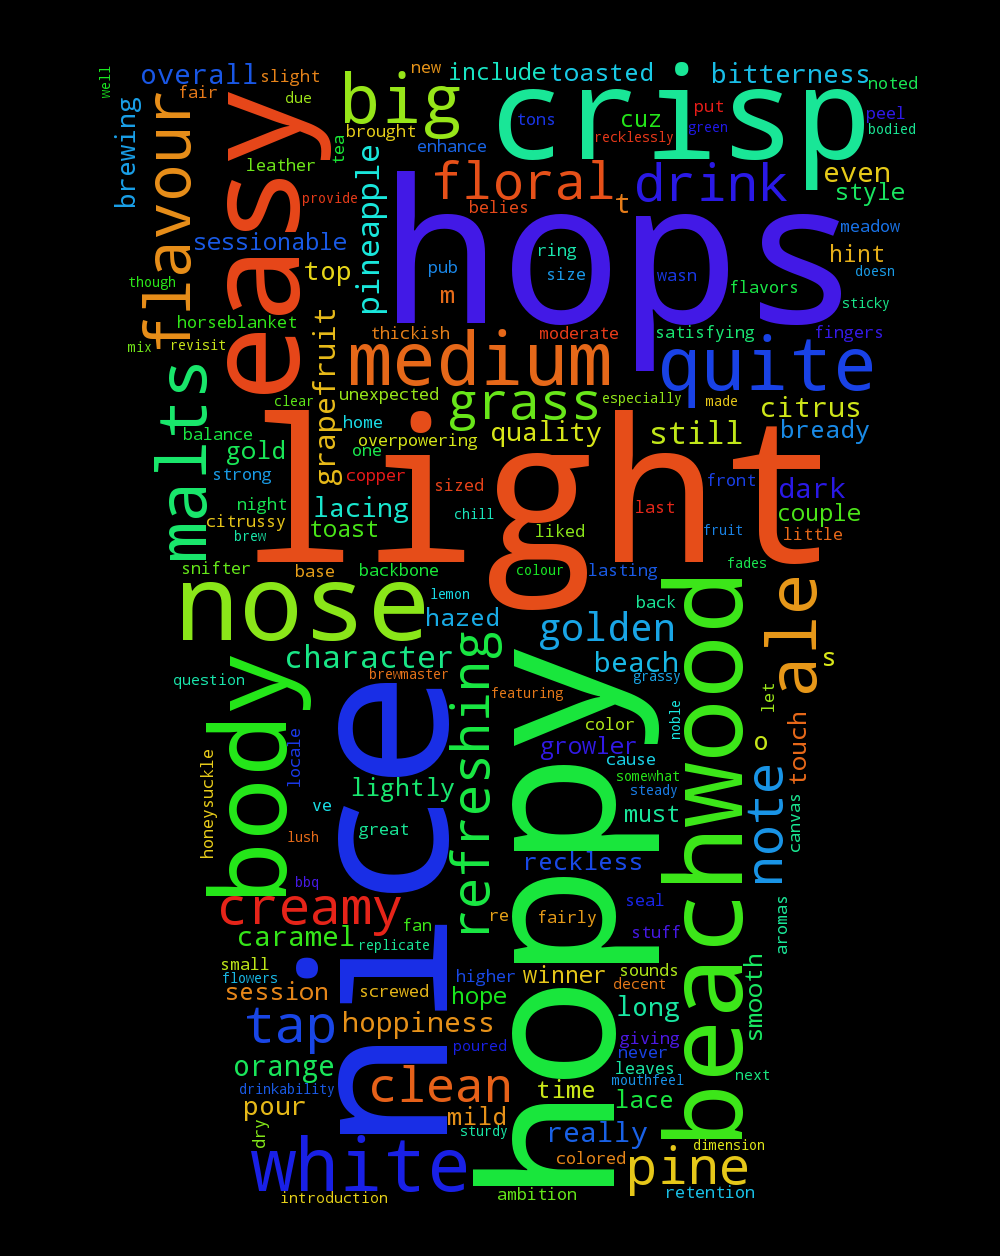 well
overall
slight
new
include
toasted
bitterness
noted
fair
due
big
crisp
put
peel
brewing
flavour
easy
brought
tons
cuz
green
bodied
recklessly
tea
enhance
leather
pineapple
floral
drink
even
style
provide
belies
t
hops
meadow
sessionable
ring
hint
top
pub
size
wasn
doesn
though
m
flavors
sticky
horseblanket
thickish
moderate
satisfying
fingers
mix
revisit
grapefruit
medium
quite
malts
clear
unexpected
grass
especially
made
citrus
home
balance
overpowering
quality
still
bready
gold
one
light
strong
copper
sized
front
dark
night
lacing
chill
last
couple
citrussy
brew
toast
liked
fruit
little
snifter
base
backbone
colour
lasting
fades
nose
lemon
back
beachwood
ale
hazed
golden
character
refreshing
hoppy
beach
s
question
body
brewmaster
nice
featuring
grassy
let
noble
color
touch
locale
growler
o
honeysuckle
cause
note
lightly
somewhat
steady
ve
canvas
great
must
lush
reckless
bbq
creamy
re
fairly
seal
aromas
caramel
fan
replicate
stuff
small
flowers
higher
winner
sounds
smooth
session
screwed
hope
decent
long
tap
hoppiness
giving
poured
never
orange
leaves
mouthfeel
next
drinkability
clean
time
lace
pour
mild
dry
sturdy
really
dimension
white
colored
pine
introduction
ambition
retention